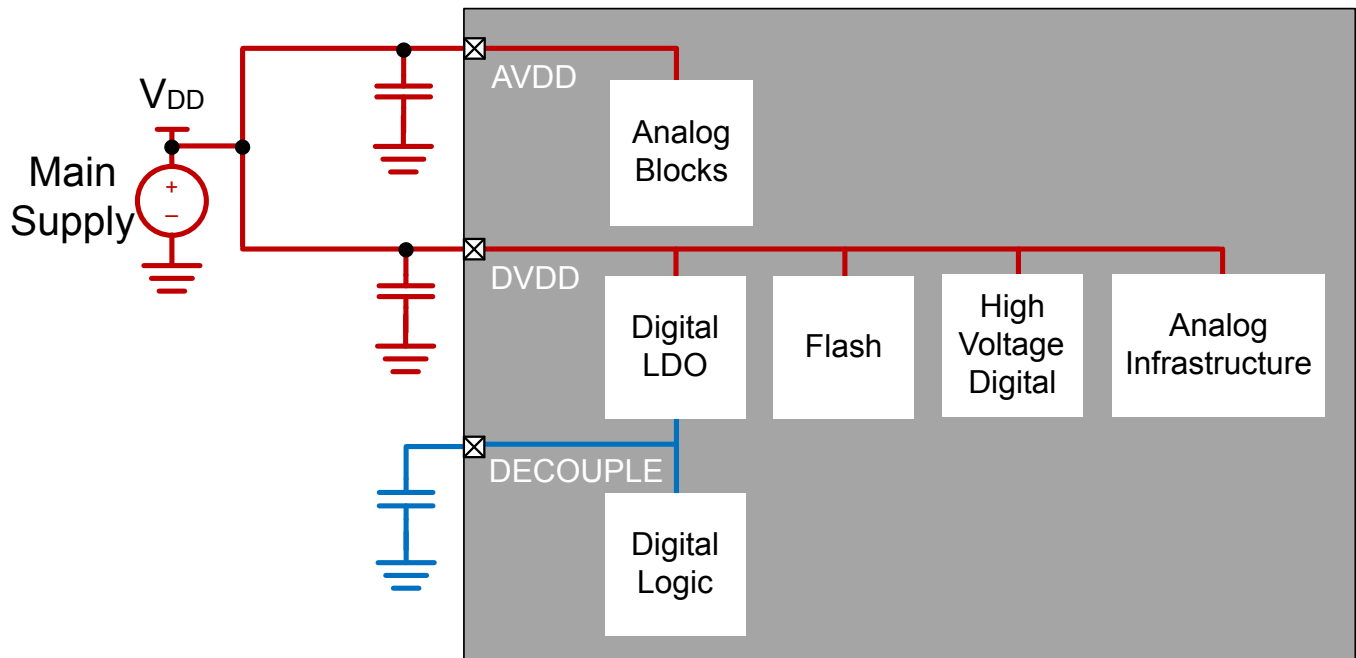 VDD
Main
Supply
+
−
AVDD
Analog
Blocks
DVDD
Digital
LDO
Flash
High
Voltage
Digital
Analog
Infrastructure
DECOUPLE
Digital
Logic